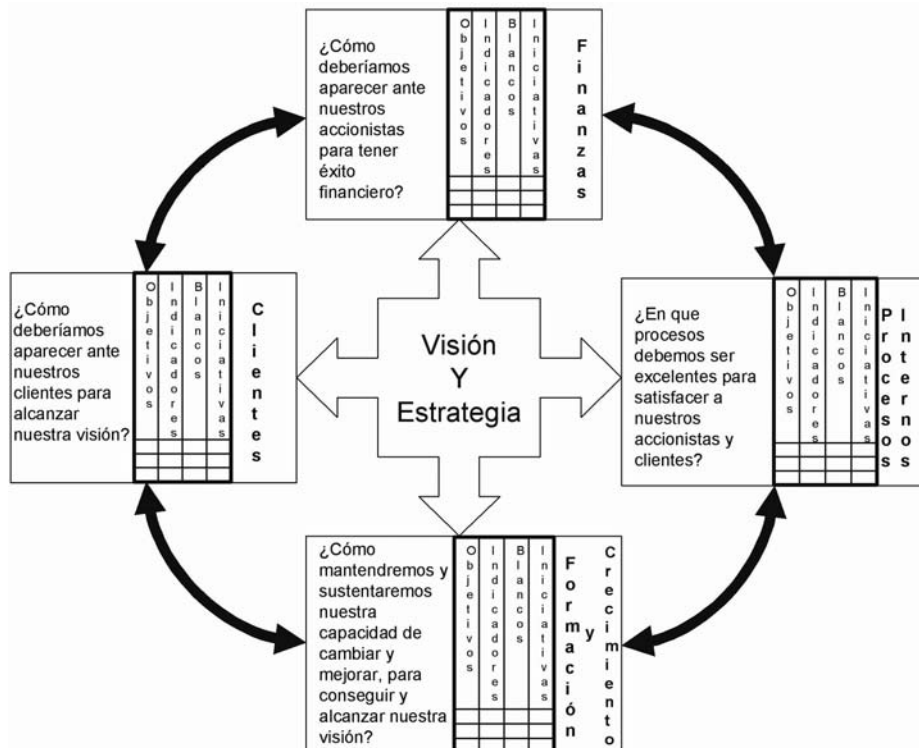 ¿Cómo
deberíamos
aparecer ante
nuestros
accionistas
para tener
éxito
financiero?
Objetivos
Indicadores
Blancos
Iniciativas
Finanzas
¿Cómo
deberíamos
aparecer ante
nuestros
clientes para
alcanzar
nuestra visión?
Objetivos
Indicadores
Blancos
Iniciativas
Clientes
Visión
Y
Estrategia
¿En que
procesos
debemos ser
excelentes para
satisfacer a
nuestros
accionistas y
clientes?
Objetivos
Indicadores
Blancos
Iniciativas
Procesos
Internos
¿Cómo
mantendremos y
sustentaremos
nuestra
capacidad de
cambiar y
mejorar, para
conseguir y
alcanzar nuestra
visión?
Objetivos
Indicadores
Blancos
Iniciativas
Formación
y
Crecimiento